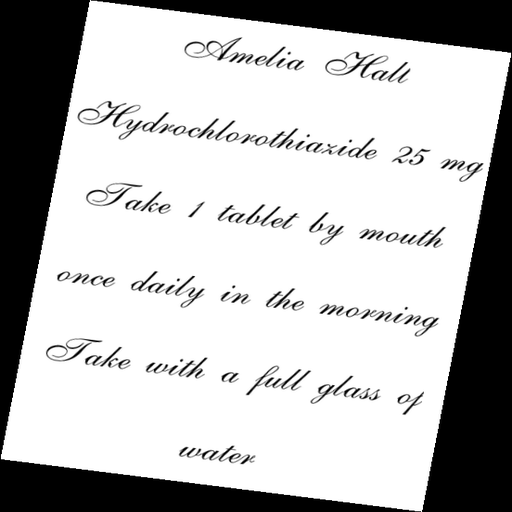 Amelia Halt
Hydrochlorothiazide 25 mg
Take 1 tablet by mouth
once daily in the morning
Take with a full glass of
water